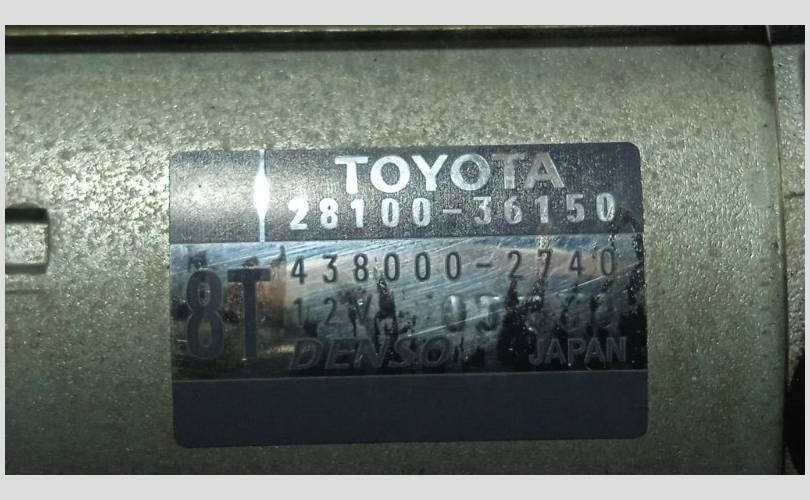 TOYOTA
28100-36150
438000-2740
8T
12V
DENSO JAPAN